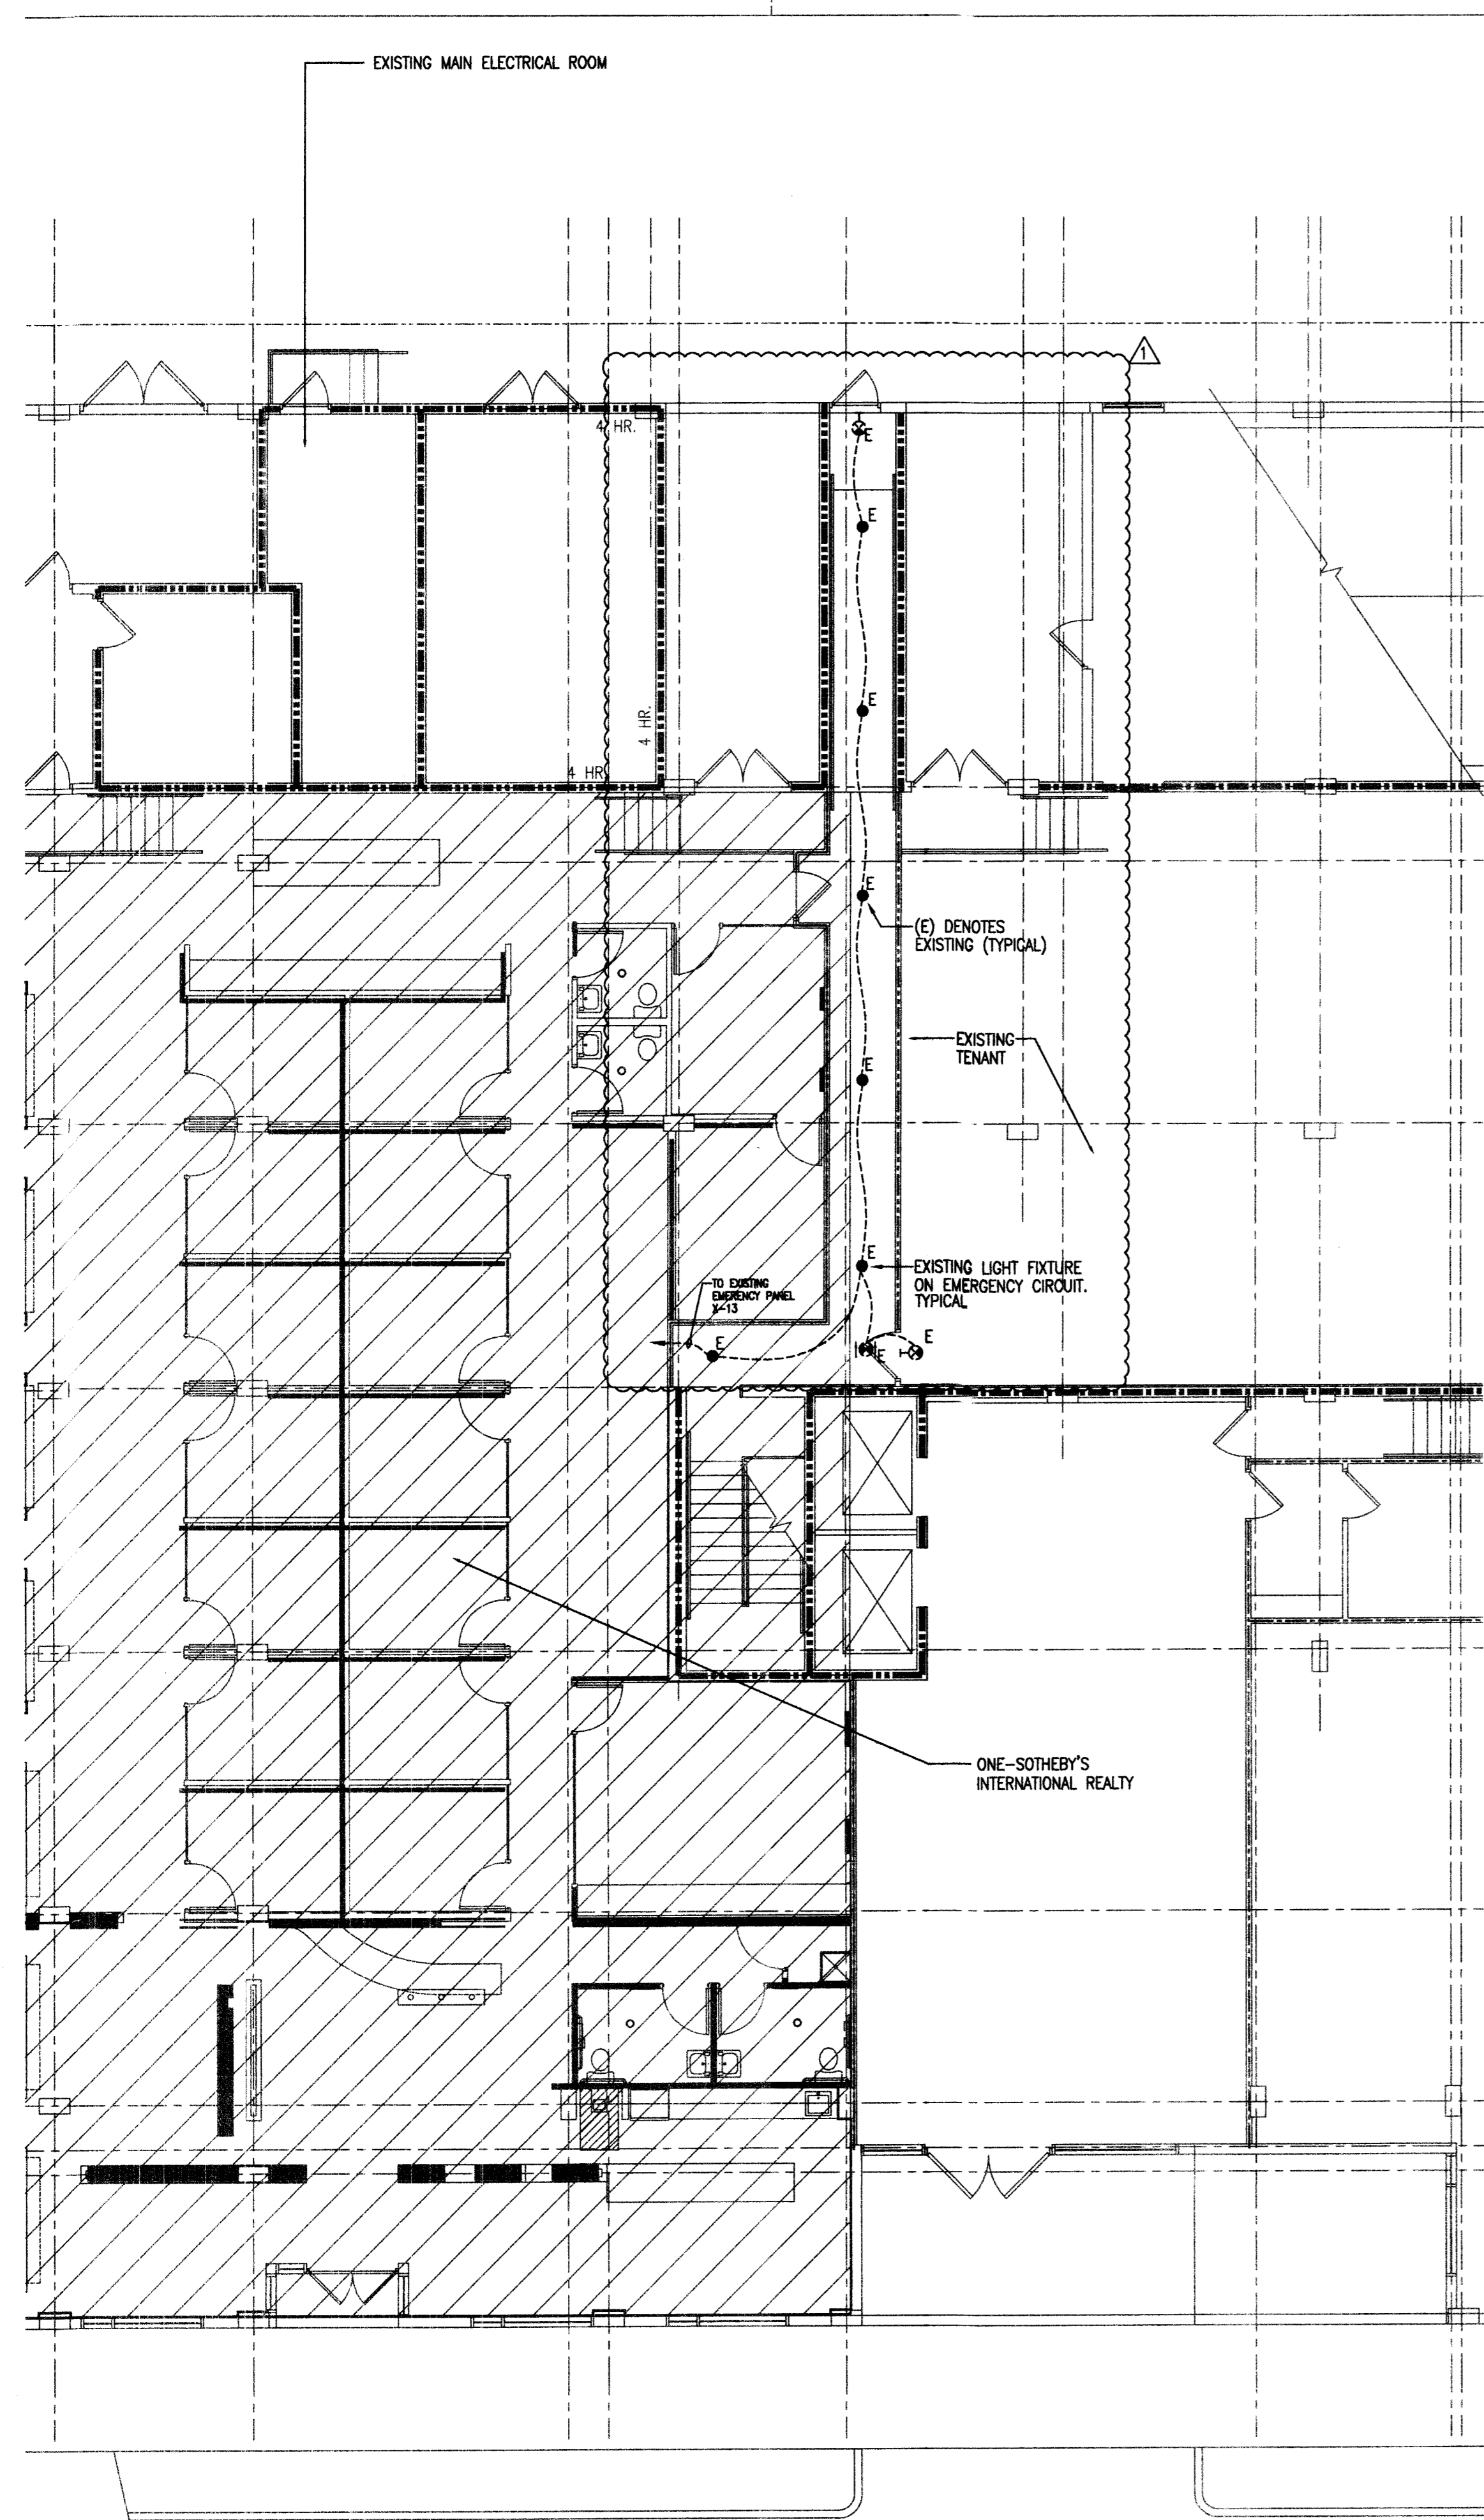 EXISTING MAIN ELECTRICAL ROOM
1
4 HR.
E
E
E
4 HR.
4 HR.
E
(E) DENOTES
EXISTING (TYPICAL)
EXISTING
TENANT
E
E
EXISTING LIGHT FIXTURE
ON EMERGENCY CIRCUIT.
TYPICAL
TO EXISTING
EMERENCY PANEL
X-13
E
E
E
ONE-SOTHEBY'S
INTERNATIONAL REALTY